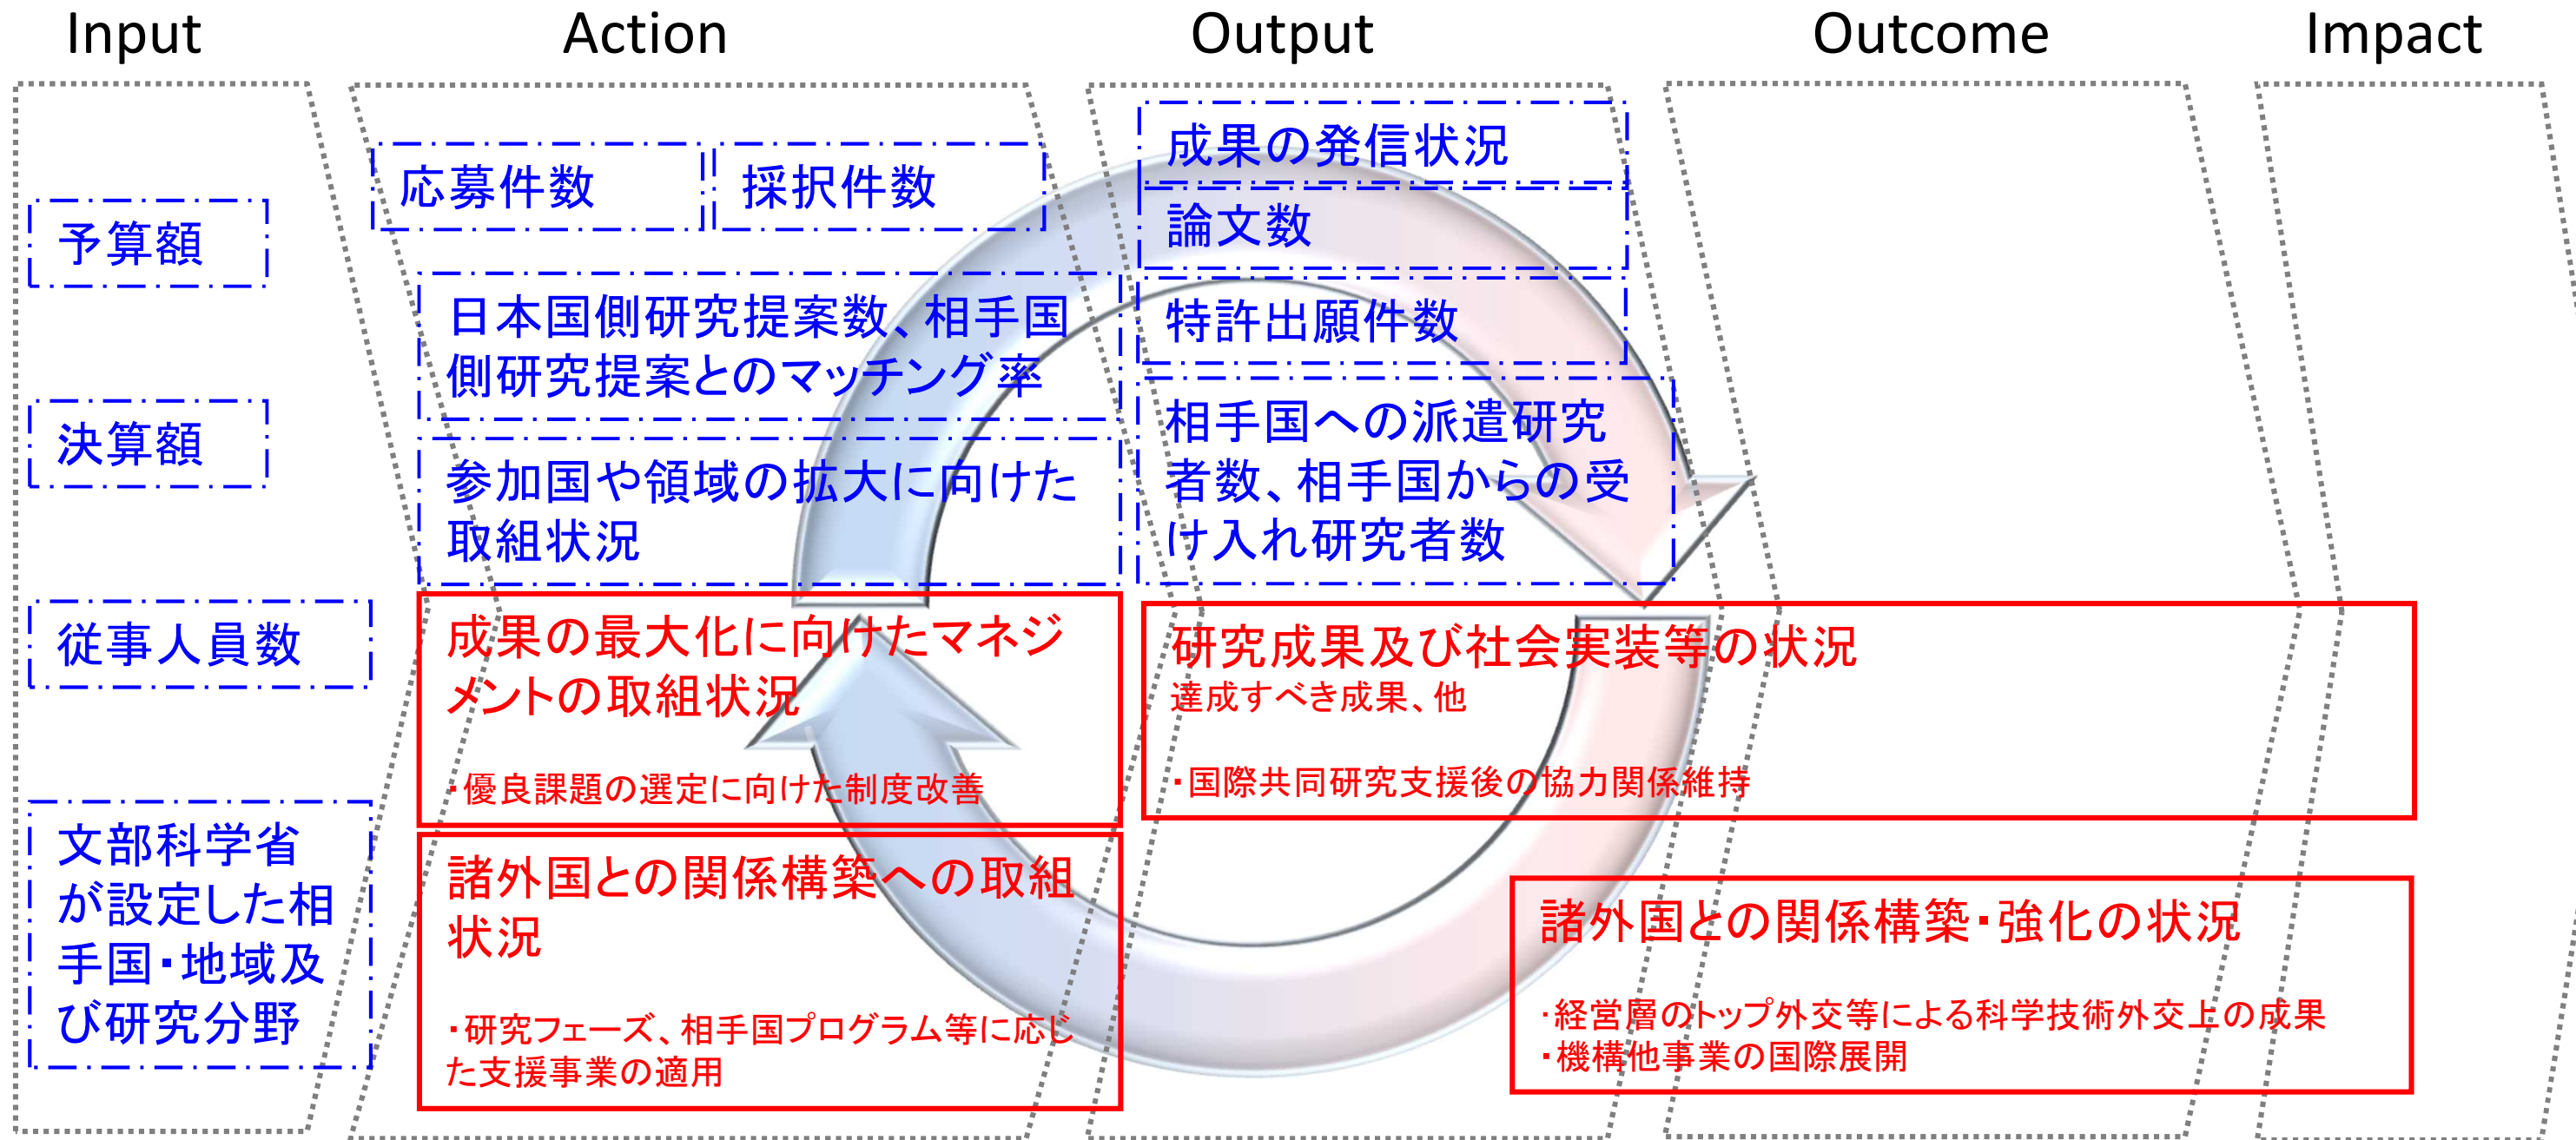 Input
Action
Output
Outcome
Impact
予算額
決算額
従事人員数
文部科学省
が設定した相
手国・地域及
び研究分野
応募件数
採択件数
日本国側研究提案数、相手国
側研究提案とのマッチング率
参加国や領域の拡大に向けた
取組状況
成果の最大化に向けたマネジ
メントの取組状況
・優良課題の選定に向けた制度改善
諸外国との関係構築への取組
状況
・研究フェーズ、相手国プログラム等に応じ
た支援事業の適用
成果の発信状況
論文数
特許出願件数
相手国への派遣研究
者数、相手国からの受
け入れ研究者数
研究成果及び社会実装等の状況
達成すべき成果、他
・国際共同研究支援後の協力関係維持
諸外国との関係構築・強化の状況
・経営層のトップ外交等による科学技術外交上の成果
・機構他事業の国際展開